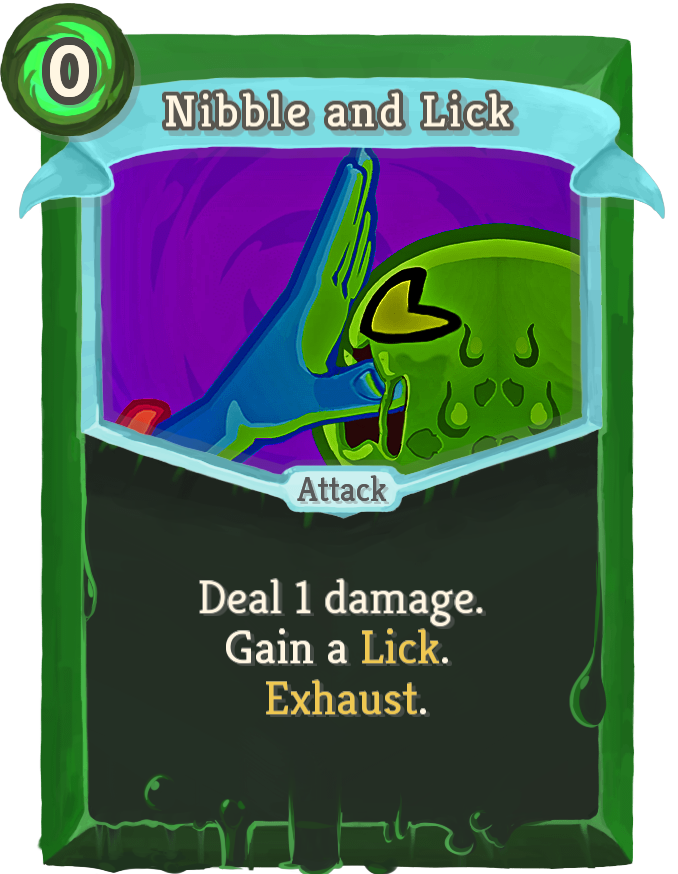 0
Nibble and Lick
Attack
Deal 1 damage.
Gain a Lick.
Exhaust.